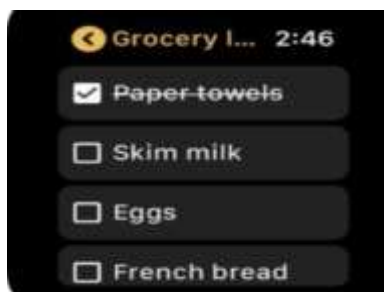 Grocery l... 2:46
Paper towels
Skim milk
Eggs
French bread